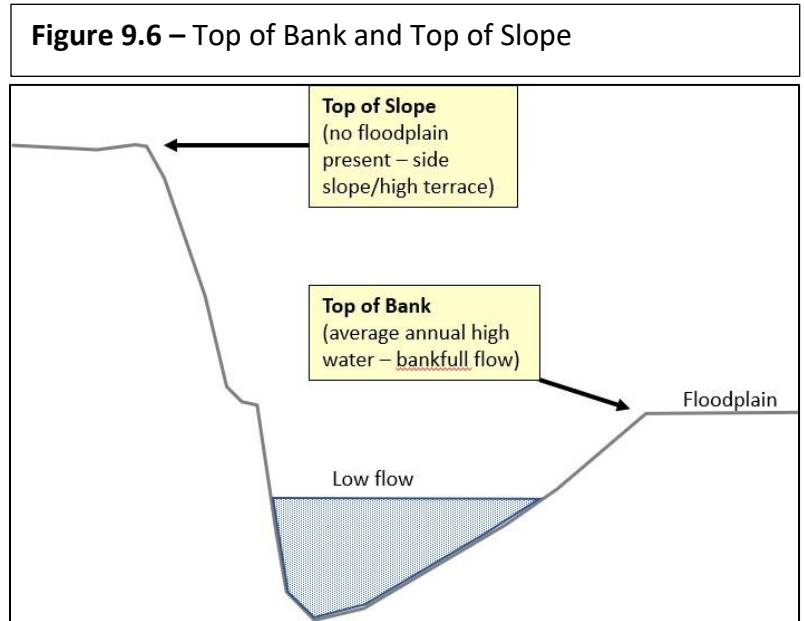 Figure 9.6 – Top of Bank and Top of Slope
Top of Slope
(no floodplain
present – side
slope/high terrace)
Top of Bank
(average annual high
water – bankfull flow)
Floodplain
Low flow